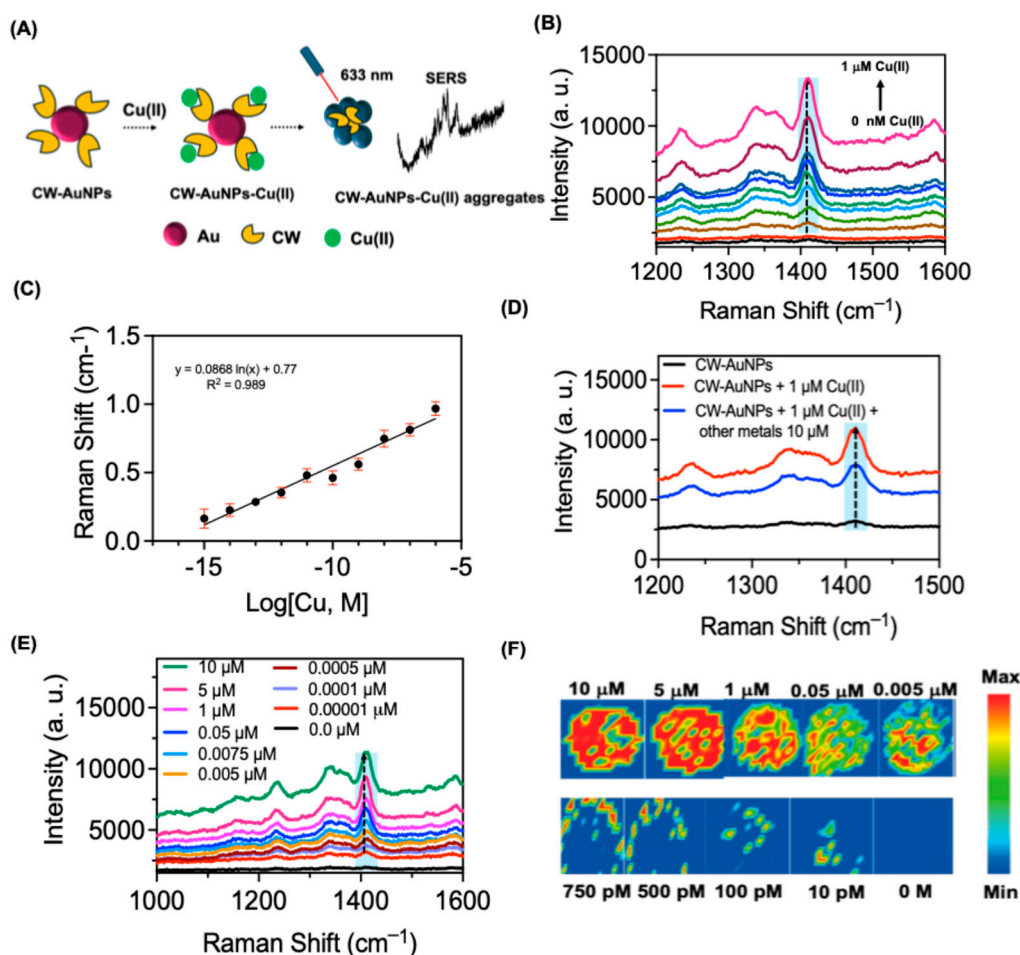 (A)
Cu(II)
633 nm
SERS
CW-AuNPs
CW-AuNPs-Cu(II)
CW-AuNPs-Cu(II) aggregates
Au
CW
Cu(II)
(B)
15000
10000
5000
Intensity (a. u.)
1 µM Cu(II)
0 nM Cu(II)
1200
1300
1400
1500
1600
Raman Shift (cm⁻¹)
(C)
1.5
1.0
0.5
0.0
Raman Shift (cm-1)
y = 0.0868 ln(x) + 0.77
R² = 0.989
-15
-10
-5
Log[Cu, M]
(D)
15000
10000
5000
0
Intensity (a. u.)
CW-AuNPs
CW-AuNPs + 1 µM Cu(II)
CW-AuNPs + 1 µM Cu(II) +
other metals 10 µM
1200
1300
1400
1500
Raman Shift (cm⁻¹)
(E)
15000
10000
5000
Intensity (a. u.)
10 µM
5 µM
1 µM
0.05 µM
0.0075 µM
0.005 µM
0.0005 µM
0.0001 µM
0.00001 µM
0.0 µM
1000
1200
1400
1600
Raman Shift (cm⁻¹)
(F)
10 µM
5 µM
1 µM
0.05 µM
0.005 µM
750 pM
500 pM
100 pM
10 pM
0 M
Max
Min